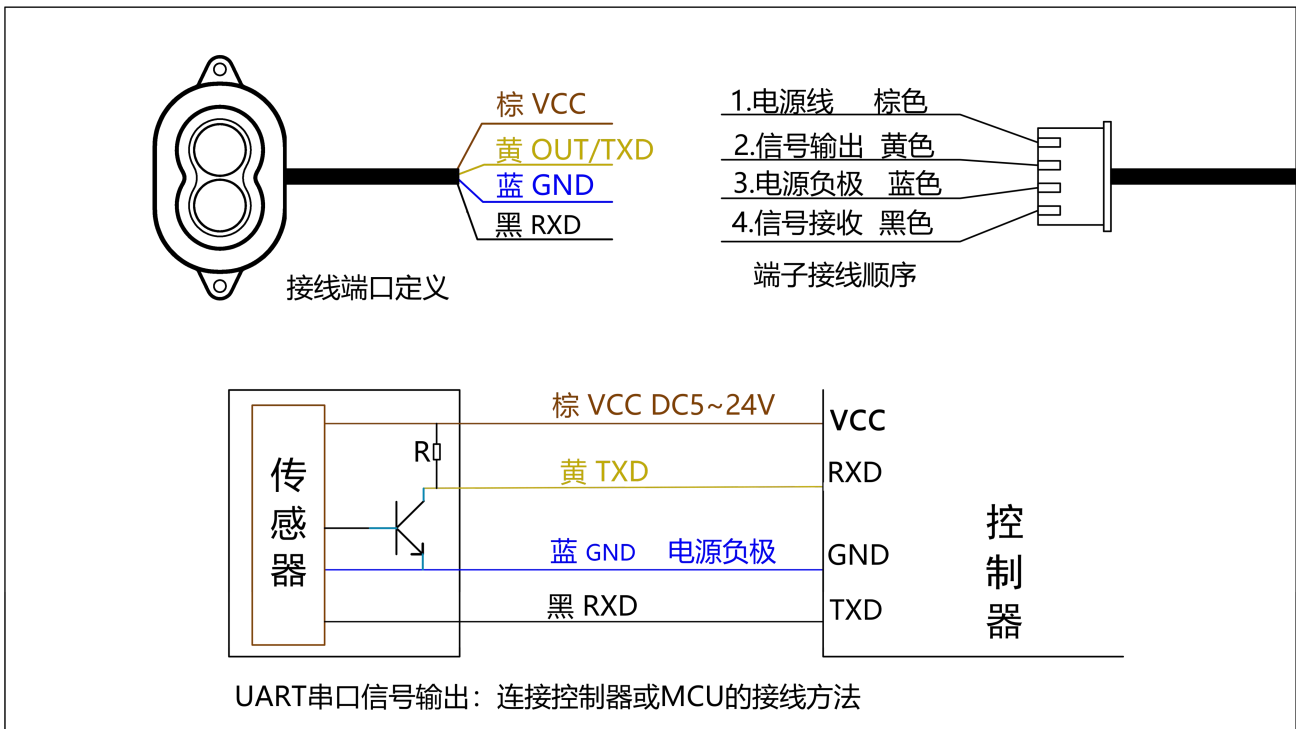 棕 VCC
黄 OUT/TXD
蓝 GND
黑 RXD
接线端口定义
1.电源线 棕色
2.信号输出 黄色
3.电源负极 蓝色
4.信号接收 黑色
端子接线顺序
传感器
R
棕 VCC DC5~24V
黄 TXD
蓝 GND 电源负极
黑 RXD
VCC
RXD
GND
TXD
控制器
UART串口信号输出：连接控制器或MCU的接线方法